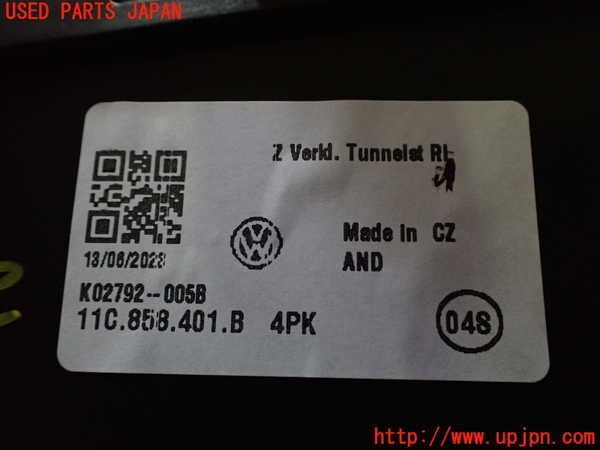 USED PARTS JAPAN
Z Verkl. Tunnelst RL
Made in CZ
13/06/2023
AND
K02792--005B
11C.858.401.B 4PK
04S
http://www.upjpn.com/